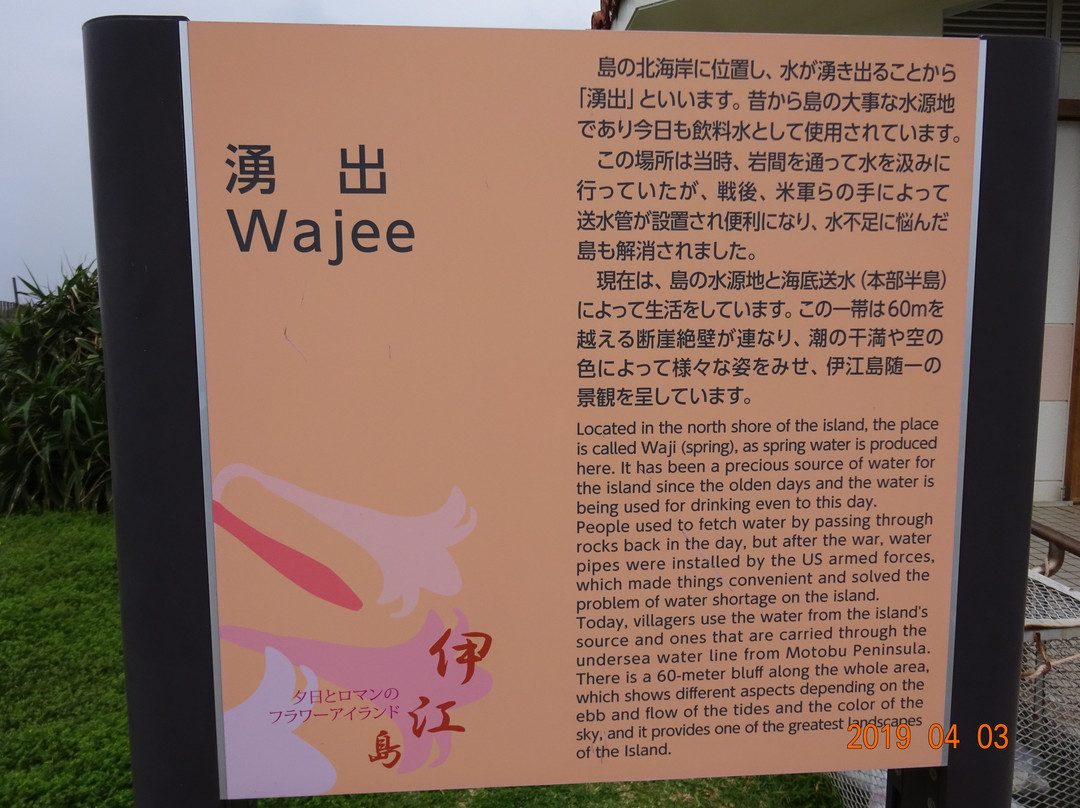 湧 出
Wajee
島の北海岸に位置し、水が湧き出ることから
「湧出」といいます。昔から島の大事な水源地
であり今日も飲料水として使用されています。
この場所は当時、岩間を通って水を汲みに
行っていたが、戦後、米軍らの手によって
送水管が設置され便利になり、水不足に悩んだ
島も解消されました。
現在は、島の水源地と海底送水（本部半島）
によって生活をしています。この一帯は60mを
越える断崖絶壁が連なり、潮の干満や空の
色によって様々な姿をみせ、伊江島随一の
景観を呈しています。
Located in the north shore of the island, the place
is called Waji (spring), as spring water is produced
here. It has been a precious source of water for
the island since the olden days and the water is
being used for drinking even to this day.
People used to fetch water by passing through
rocks back in the day, but after the war, water
pipes were installed by the US armed forces,
which made things convenient and solved the
problem of water shortage on the island.
Today, villagers use the water from the island's
source and ones that are carried through the
undersea water line from Motobu Peninsula.
There is a 60-meter bluff along the whole area,
which shows different aspects depending on the
ebb and flow of the tides and the color of the
sky, and it provides one of the greatest landscapes
of the Island.
夕日とロマンの
フラワーアイランド
伊江島
2019 04 03